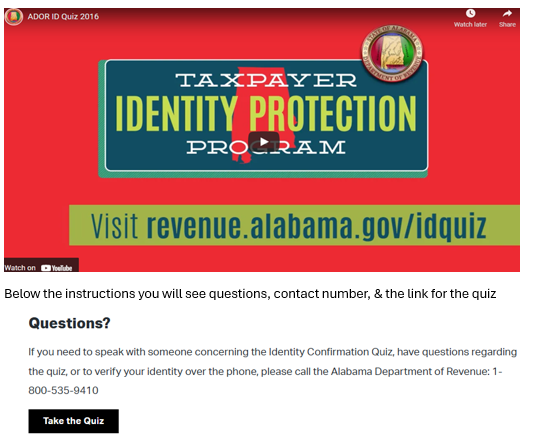 ADOR ID Quiz 2016
Watch later
Share
STATE OF ALABAMA
DEPARTMENT OF REVENUE
TAXPAYER
IDENTITY PROTECTION
PROGRAM
Visit revenue.alabama.gov/idquiz
Watch on YouTube
Below the instructions you will see questions, contact number, & the link for the quiz
Questions?
If you need to speak with someone concerning the Identity Confirmation Quiz, have questions regarding
the quiz, or to verify your identity over the phone, please call the Alabama Department of Revenue: 1-
800-535-9410
Take the Quiz